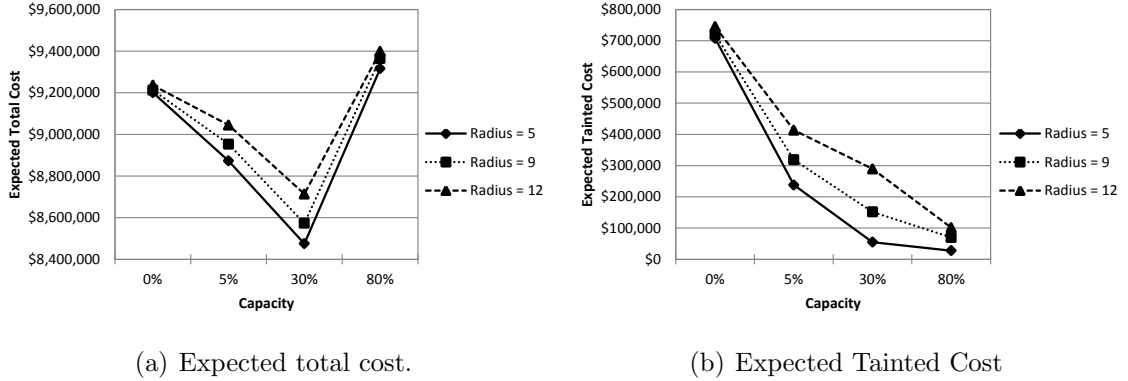 $9,600,000
$9,400,000
$9,200,000
$9,000,000
$8,800,000
$8,600,000
$8,400,000
Expected Total Cost
0% 5% 30% 80%
Capacity
Radius = 5
Radius = 9
Radius = 12
(a) Expected total cost.
$800,000
$700,000
$600,000
$500,000
$400,000
$300,000
$200,000
$100,000
$0
Expected Tainted Cost
0% 5% 30% 80%
Capacity
Radius = 5
Radius = 9
Radius = 12
(b) Expected Tainted Cost